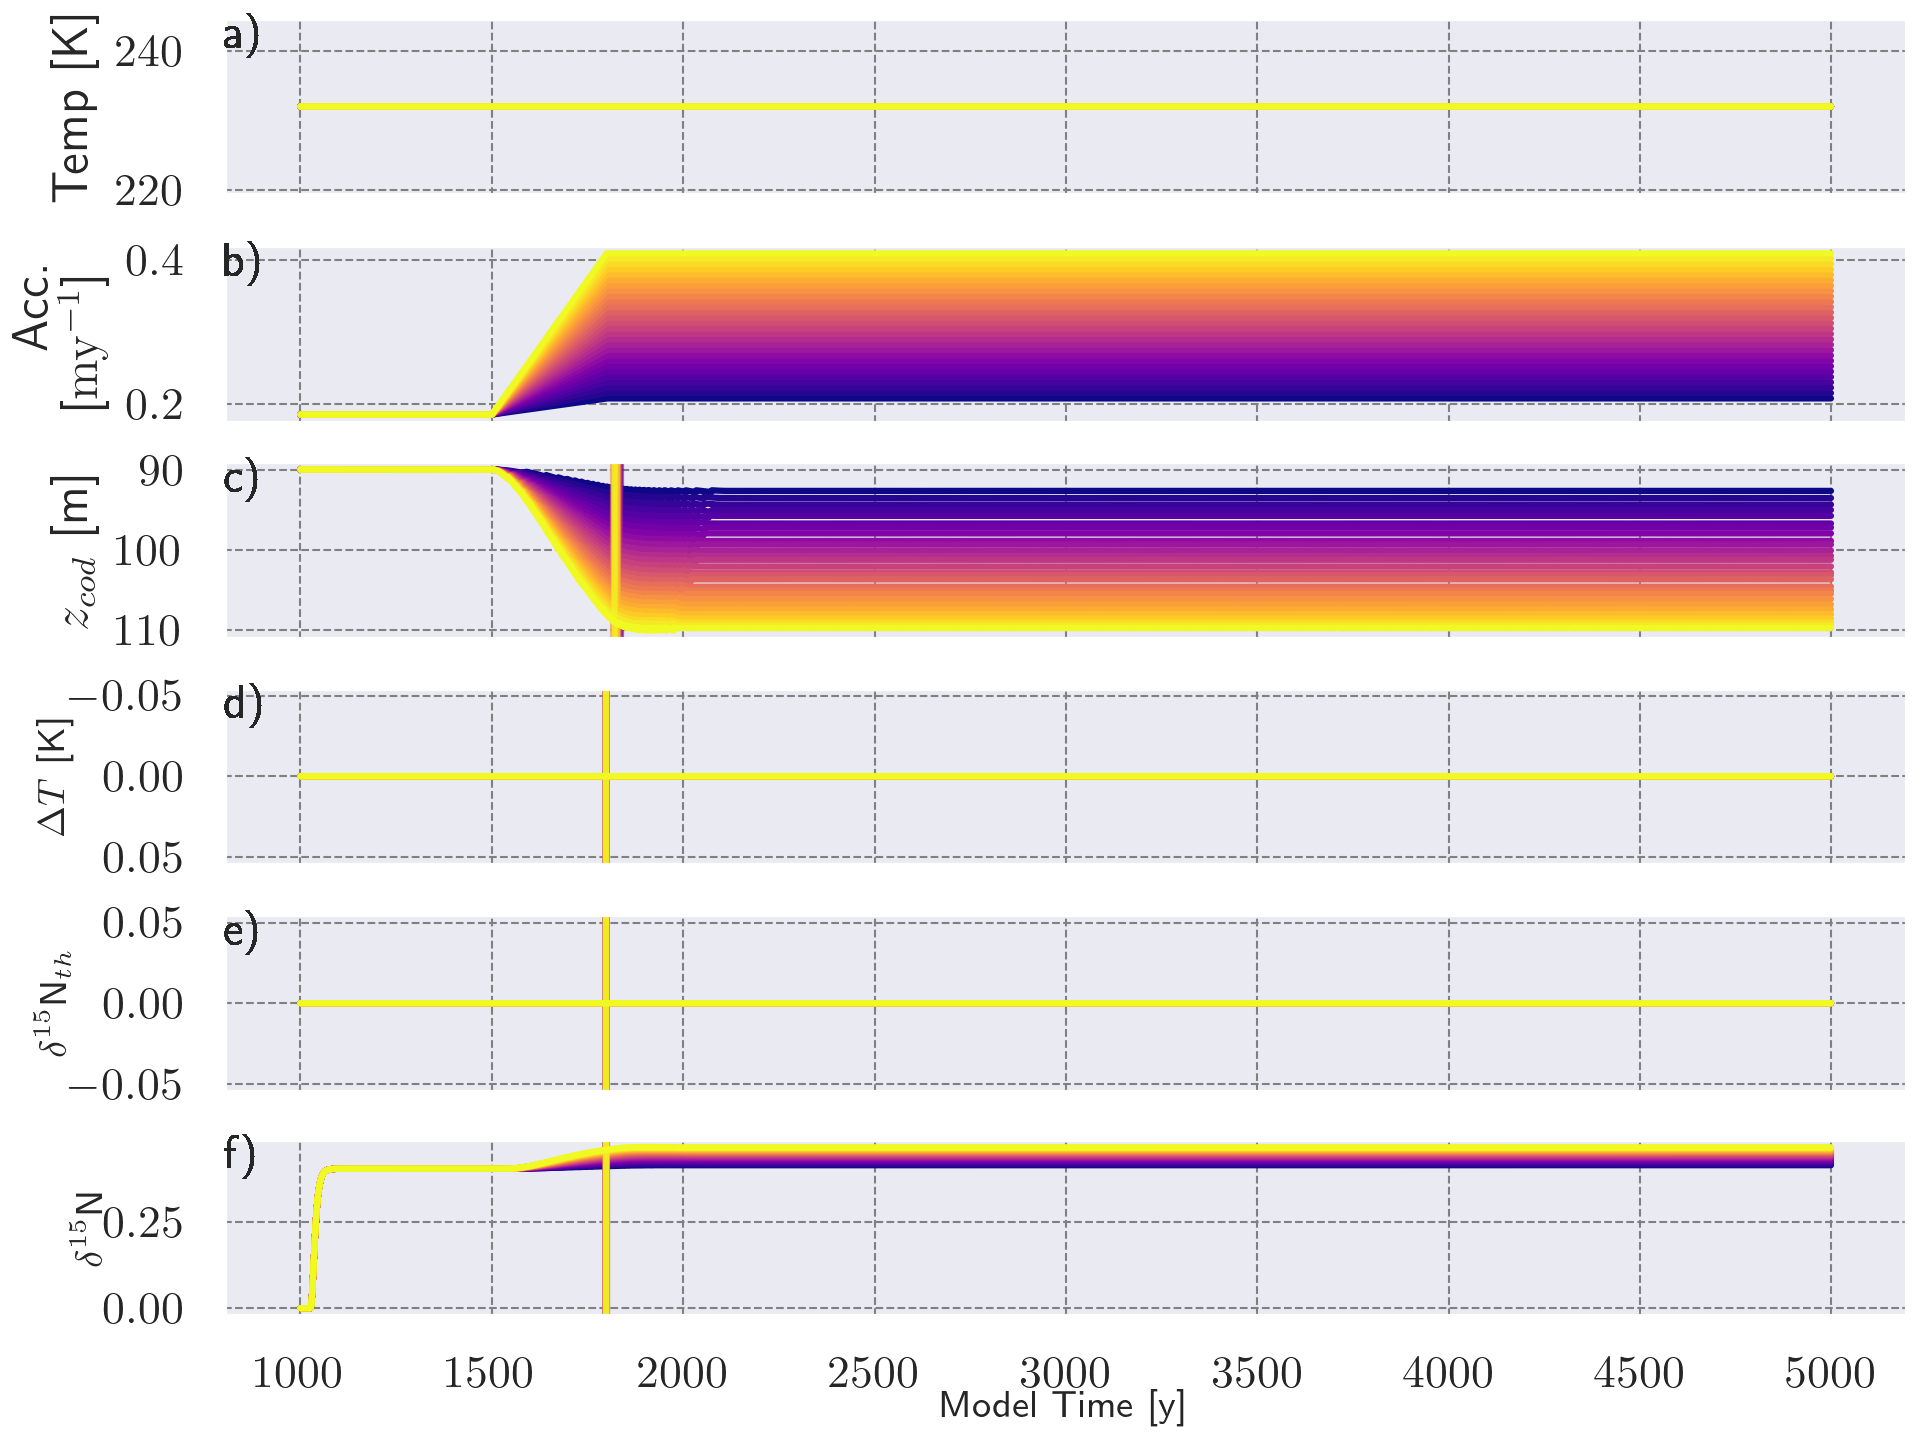 a)
Temp [K]
240
220
b)
Acc.
[my⁻¹]
0.4
0.2
c)
z_cod [m]
90
100
110
d)
ΔT [K]
−0.05
0.00
0.05
e)
δ¹⁵N_th
0.05
0.00
−0.05
f)
δ¹⁵N
0.25
0.00
1000 1500 2000 2500 3000 3500 4000 4500 5000
Model Time [y]